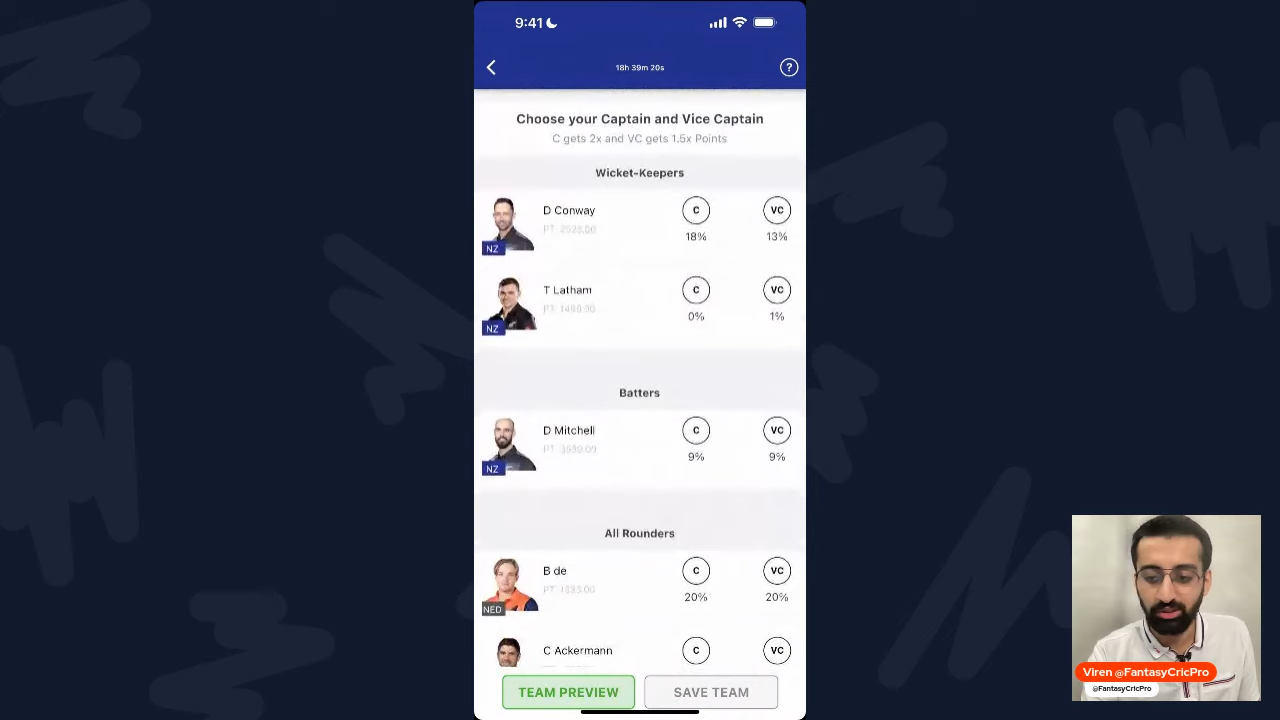 9:41
18h 39m 20s
?
Choose your Captain and Vice Captain
C gets 2x and VC gets 1.5x Points
Wicket-Keepers
D Conway
C
VC
18%
13%
NZ
T Latham
C
VC
0%
1%
NZ
Batters
D Mitchell
C
VC
9%
9%
NZ
All Rounders
B de
C
VC
20%
20%
NED
C Ackermann
C
VC
TEAM PREVIEW
SAVE TEAM
Viren @FantasyCricPro
@FantasyCricPro